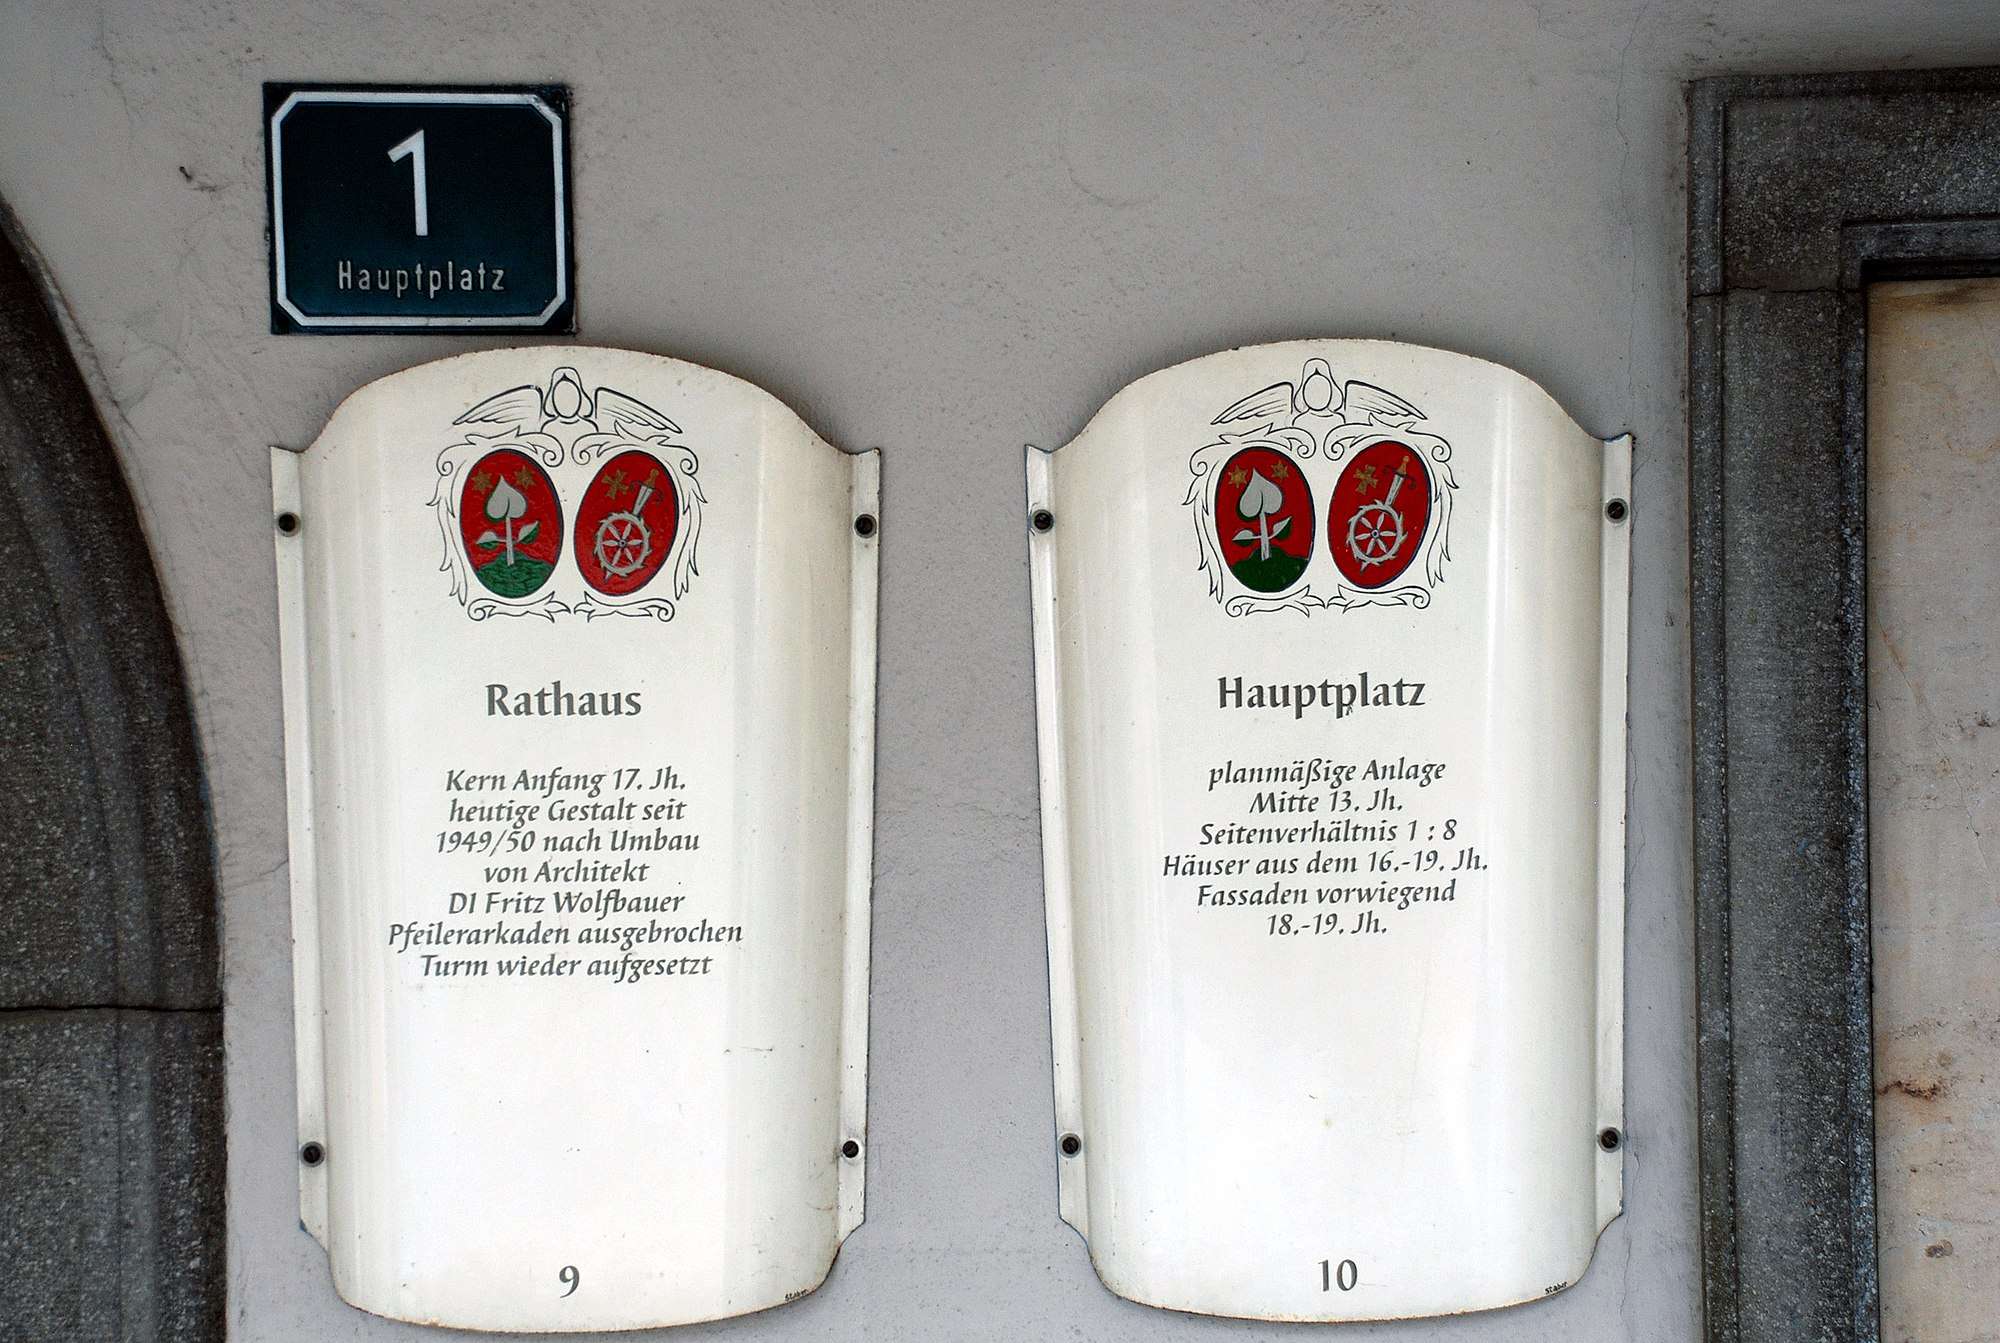 1
Hauptplatz
Rathaus
Kern Anfang 17. Jh.
heutige Gestalt seit
1949/50 nach Umbau
von Architekt
DI Fritz Wolfbauer
Pfeilerarkaden ausgebrochen
Turm wieder aufgesetzt
9
staber
Hauptplatz
planmäßige Anlage
Mitte 13. Jh.
Seitenverhältnis 1 : 8
Häuser aus dem 16.-19. Jh.
Fassaden vorwiegend
18.-19. Jh.
10
staber